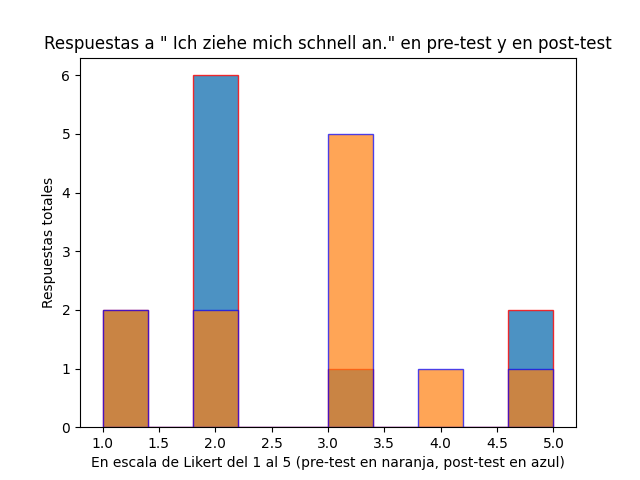 Respuestas a " Ich ziehe mich schnell an." en pre-test y en post-test
6
5
4
3
2
1
0
Respuestas totales
1.0 1.5 2.0 2.5 3.0 3.5 4.0 4.5 5.0
En escala de Likert del 1 al 5 (pre-test en naranja, post-test en azul)